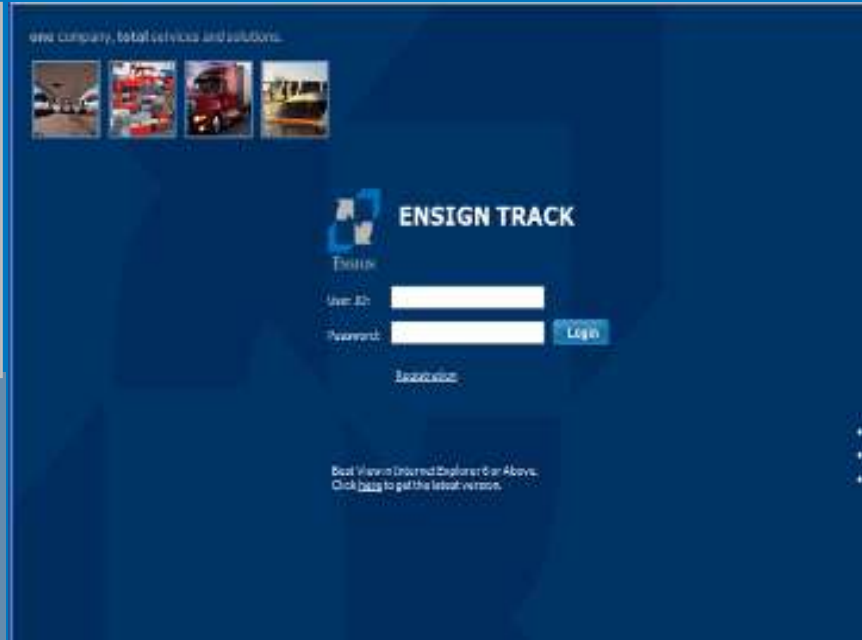 one company, total services and solutions.
ENSIGN TRACK
ENSIGN
User ID:
Password:
Login
Registration
Best View in Internet Explorer 6 or Above.
Click here to get the latest version.